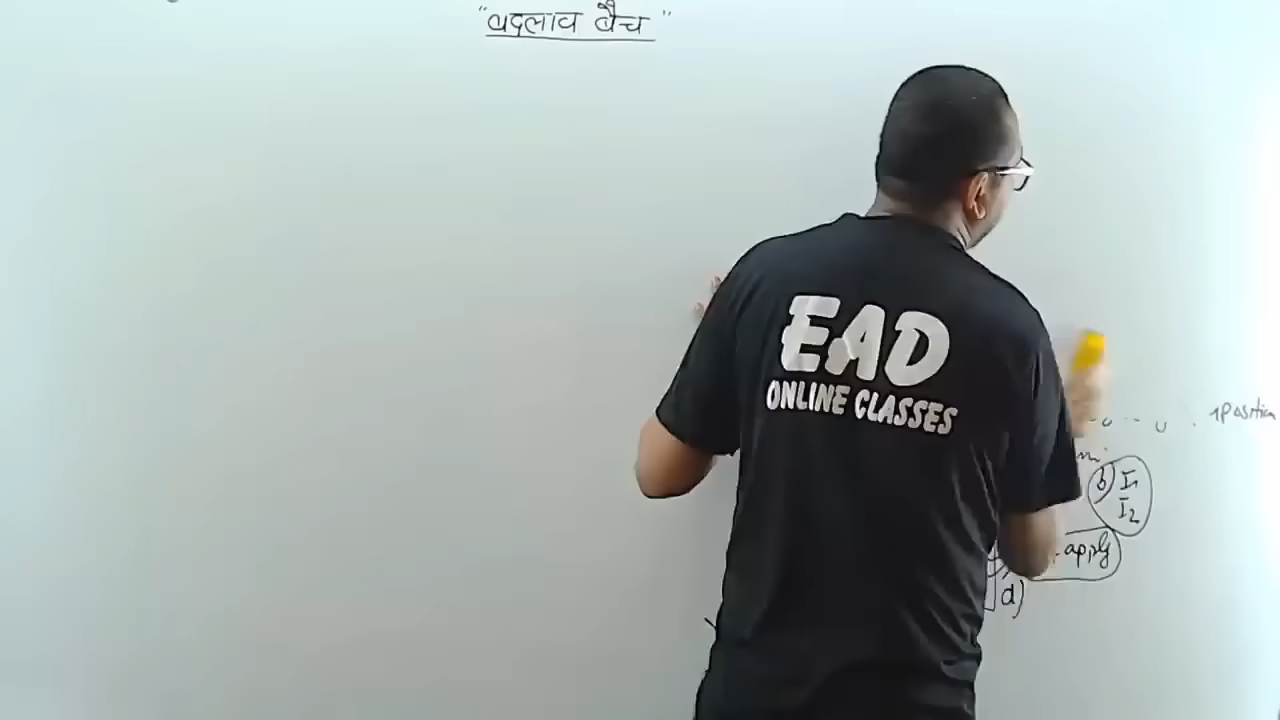 "बदलाव बैच"
EAD
ONLINE CLASSES
Position
b) I1
I2
apply
d)